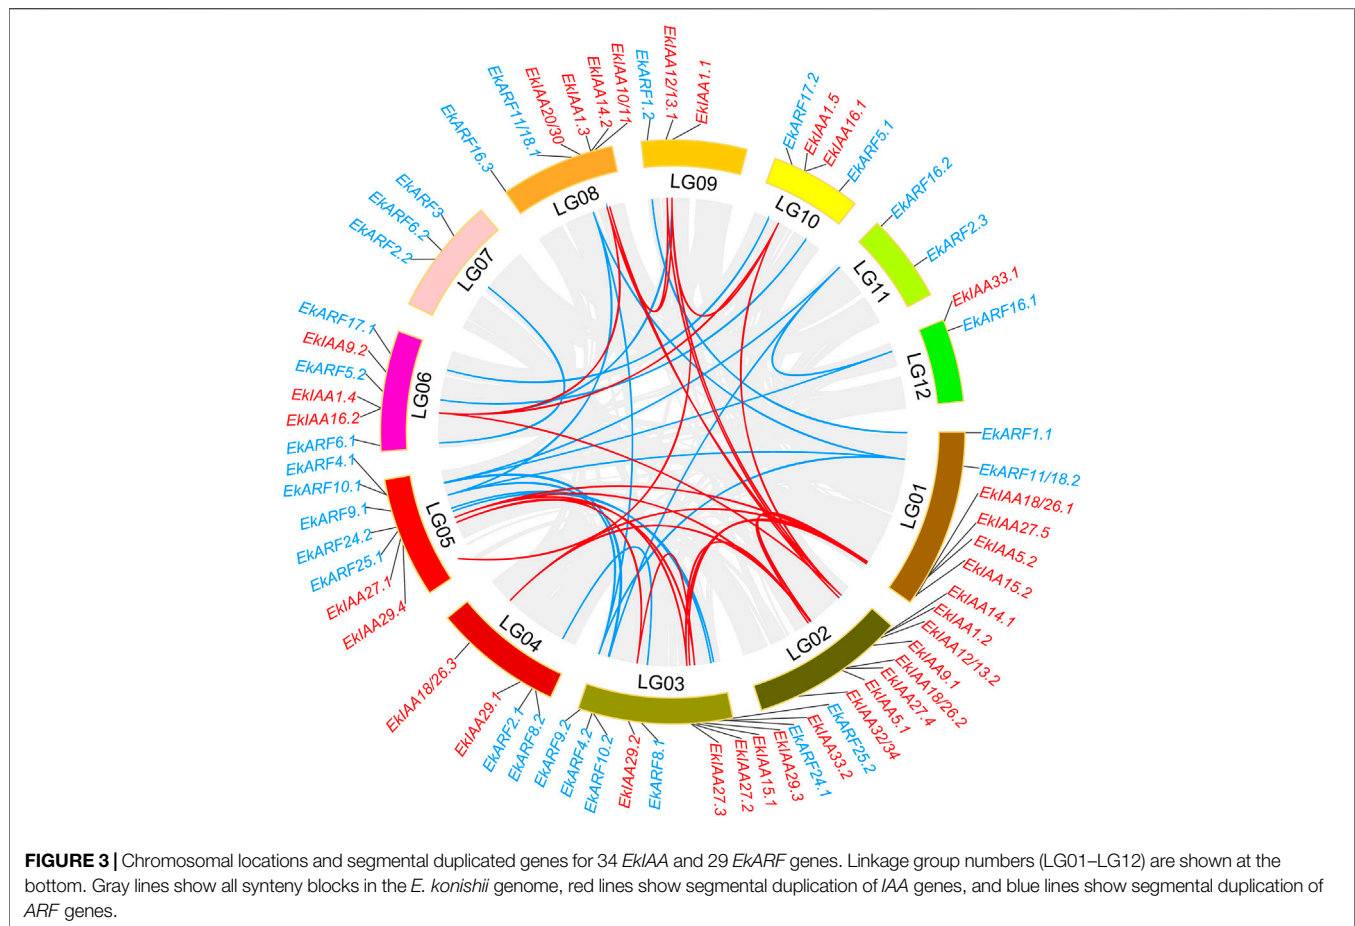 EkARF1.2
EkIAA12/13.1
EkIAA1.1
EkARF17.2
EkIAA1.5
EkIAA16.1
EkARF5.1
EkARF16.2
EkARF2.3
EkIAA33.1
EkARF16.1
EkARF1.1
EkARF11/18.2
EkIAA18/26.1
EkIAA27.5
EkIAA5.2
EkIAA15.2
EkIAA14.1
EkIAA1.2
EkIAA12/13.2
EkIAA9.1
EkIAA18/26.2
EkIAA27.4
EkIAA5.1
EkIAA32/34
EkARF25.2
EkIAA33.2
EkARF24.1
EkIAA29.3
EkIAA15.1
EkIAA27.2
EkIAA27.3
EkARF8.1
EkIAA29.2
EkARF10.2
EkARF4.2
EkARF9.2
EkARF8.2
EkARF2.1
EkIAA29.1
EkIAA18/26.3
EkIAA29.4
EkIAA27.1
EkARF25.1
EkARF24.2
EkARF9.1
EkARF10.1
EkARF4.1
EkARF6.1
EkIAA16.2
EkIAA1.4
EkARF5.2
EkIAA9.2
EkARF17.1
EkARF2.2
EkARF6.2
EkARF3
EkARF16.3
EkARF11/18.1
EkIAA20/30
EkIAA1.3
EkIAA14.2
EkIAA10/11
LG09
LG10
LG11
LG12
LG01
LG02
LG03
LG04
LG05
LG06
LG07
LG08
FIGURE 3 | Chromosomal locations and segmental duplicated genes for 34 EkIAA and 29 EkARF genes. Linkage group numbers (LG01–LG12) are shown at the
bottom. Gray lines show all synteny blocks in the E. konishii genome, red lines show segmental duplication of IAA genes, and blue lines show segmental duplication of
ARF genes.